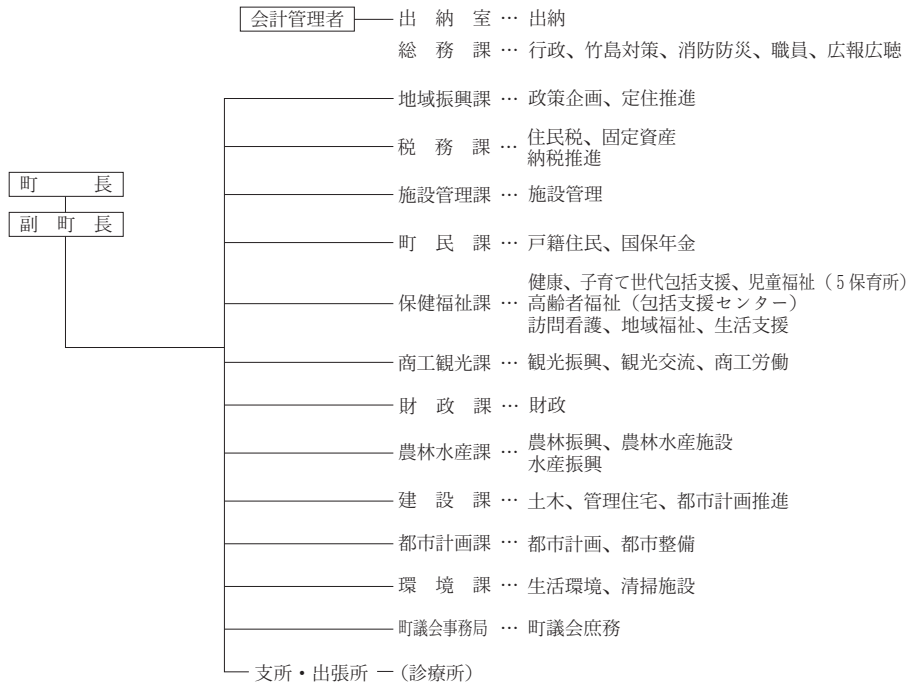 会計管理者 出納室 … 出納
総務課 … 行政、竹島対策、消防防災、職員、広報広聴
地域振興課 … 政策企画、定住推進
税務課 … 住民税、固定資産
納税推進
町長
施設管理課 … 施設管理
副町長
町民課 … 戸籍住民、国保年金
健康、子育て世代包括支援、児童福祉（5保育所）
保健福祉課 … 高齢者福祉（包括支援センター）
訪問看護、地域福祉、生活支援
商工観光課 … 観光振興、観光交流、商工労働
財政課 … 財政
農林水産課 … 農林振興、農林水産施設
水産振興
建設課 … 土木、管理住宅、都市計画推進
都市計画課 … 都市計画、都市整備
環境課 … 生活環境、清掃施設
町議会事務局 … 町議会庶務
支所・出張所 （診療所）